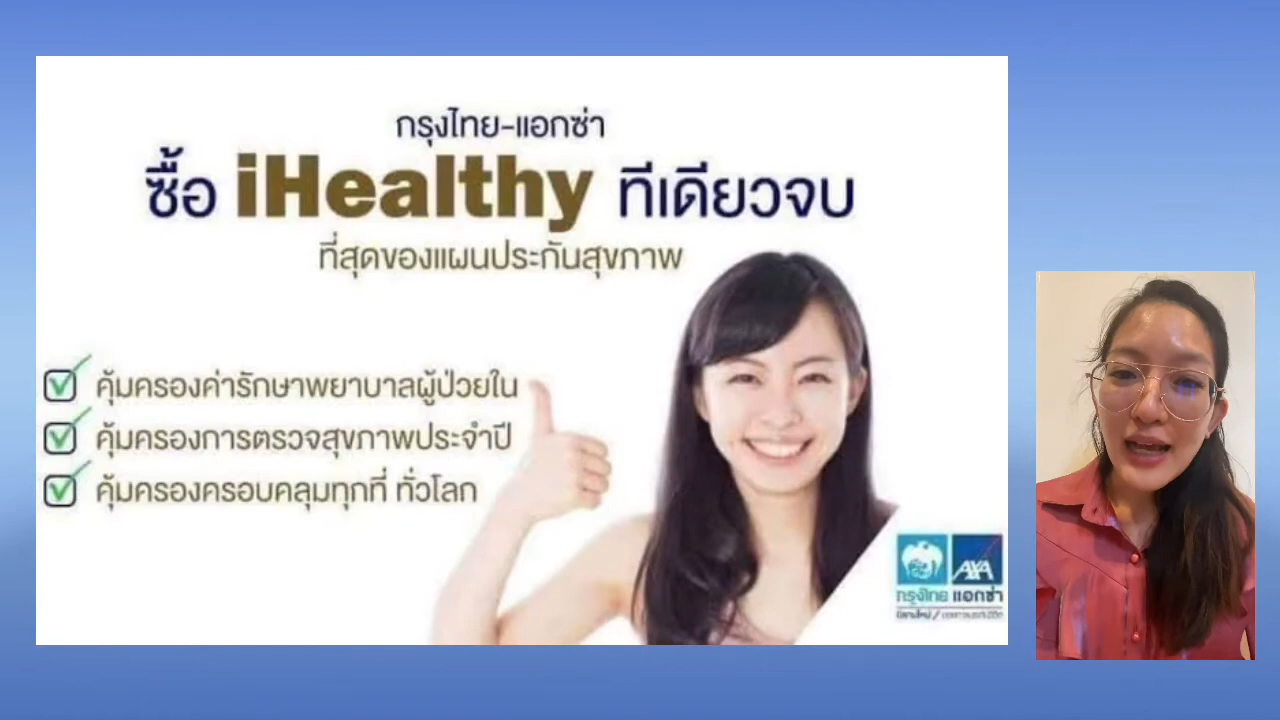 กรุงไทย-แอกซ่า
ซื้อ iHealthy ทีเดียวจบ
ที่สุดของแผนประกันสุขภาพ
คุ้มครองค่ารักษาพยาบาลผู้ป่วยใน
คุ้มครองการตรวจสุขภาพประจำปี
คุ้มครองครอบคลุมทุกที่ ทั่วโลก
AXA
กรุงไทย แอกซ่า